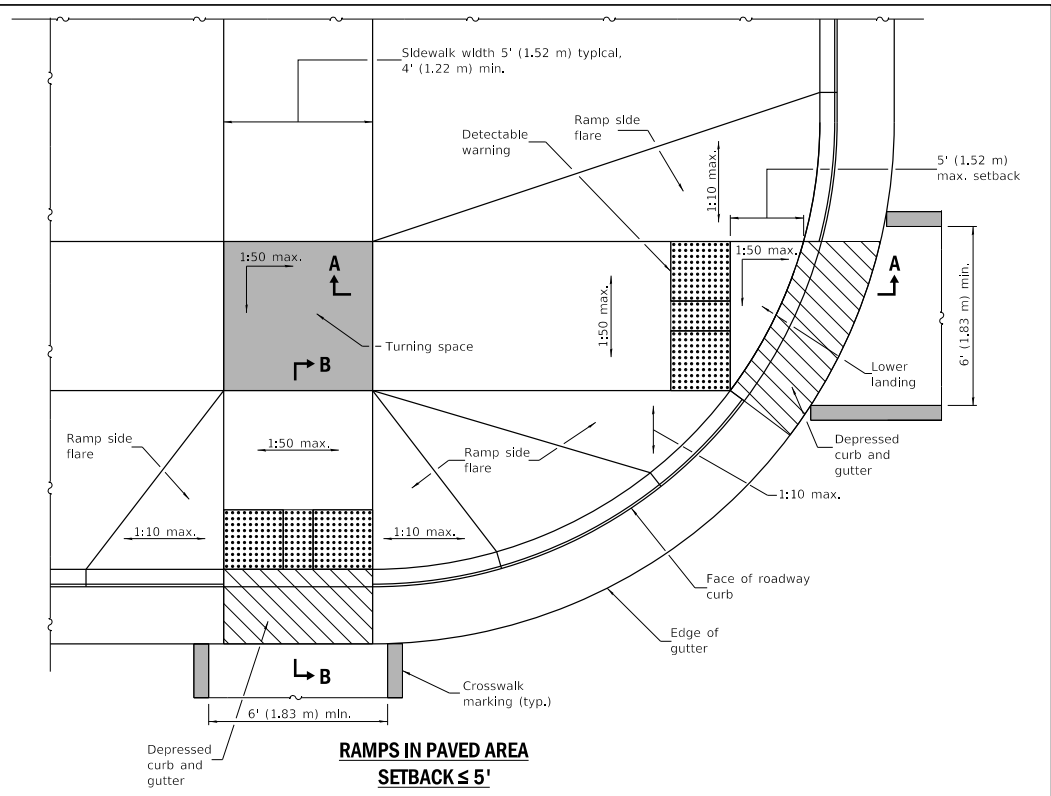 Sidewalk width 5' (1.52 m) typical,
4' (1.22 m) min.
Detectable
warning
Ramp side
flare
5' (1.52 m)
max. setback
1:10 max.
1:50 max.
A
1:50 max.
A
1:50 max.
6' (1.83 m) min.
Turning space
B
Lower
landing
Ramp side
flare
1:50 max.
Ramp side
flare
Depressed
curb and
gutter
1:10 max.
1:10 max.
1:10 max.
Face of roadway
curb
Edge of
gutter
B
Crosswalk
marking (typ.)
6' (1.83 m) min.
Depressed
curb and
gutter
RAMPS IN PAVED AREA
SETBACK ≤ 5'